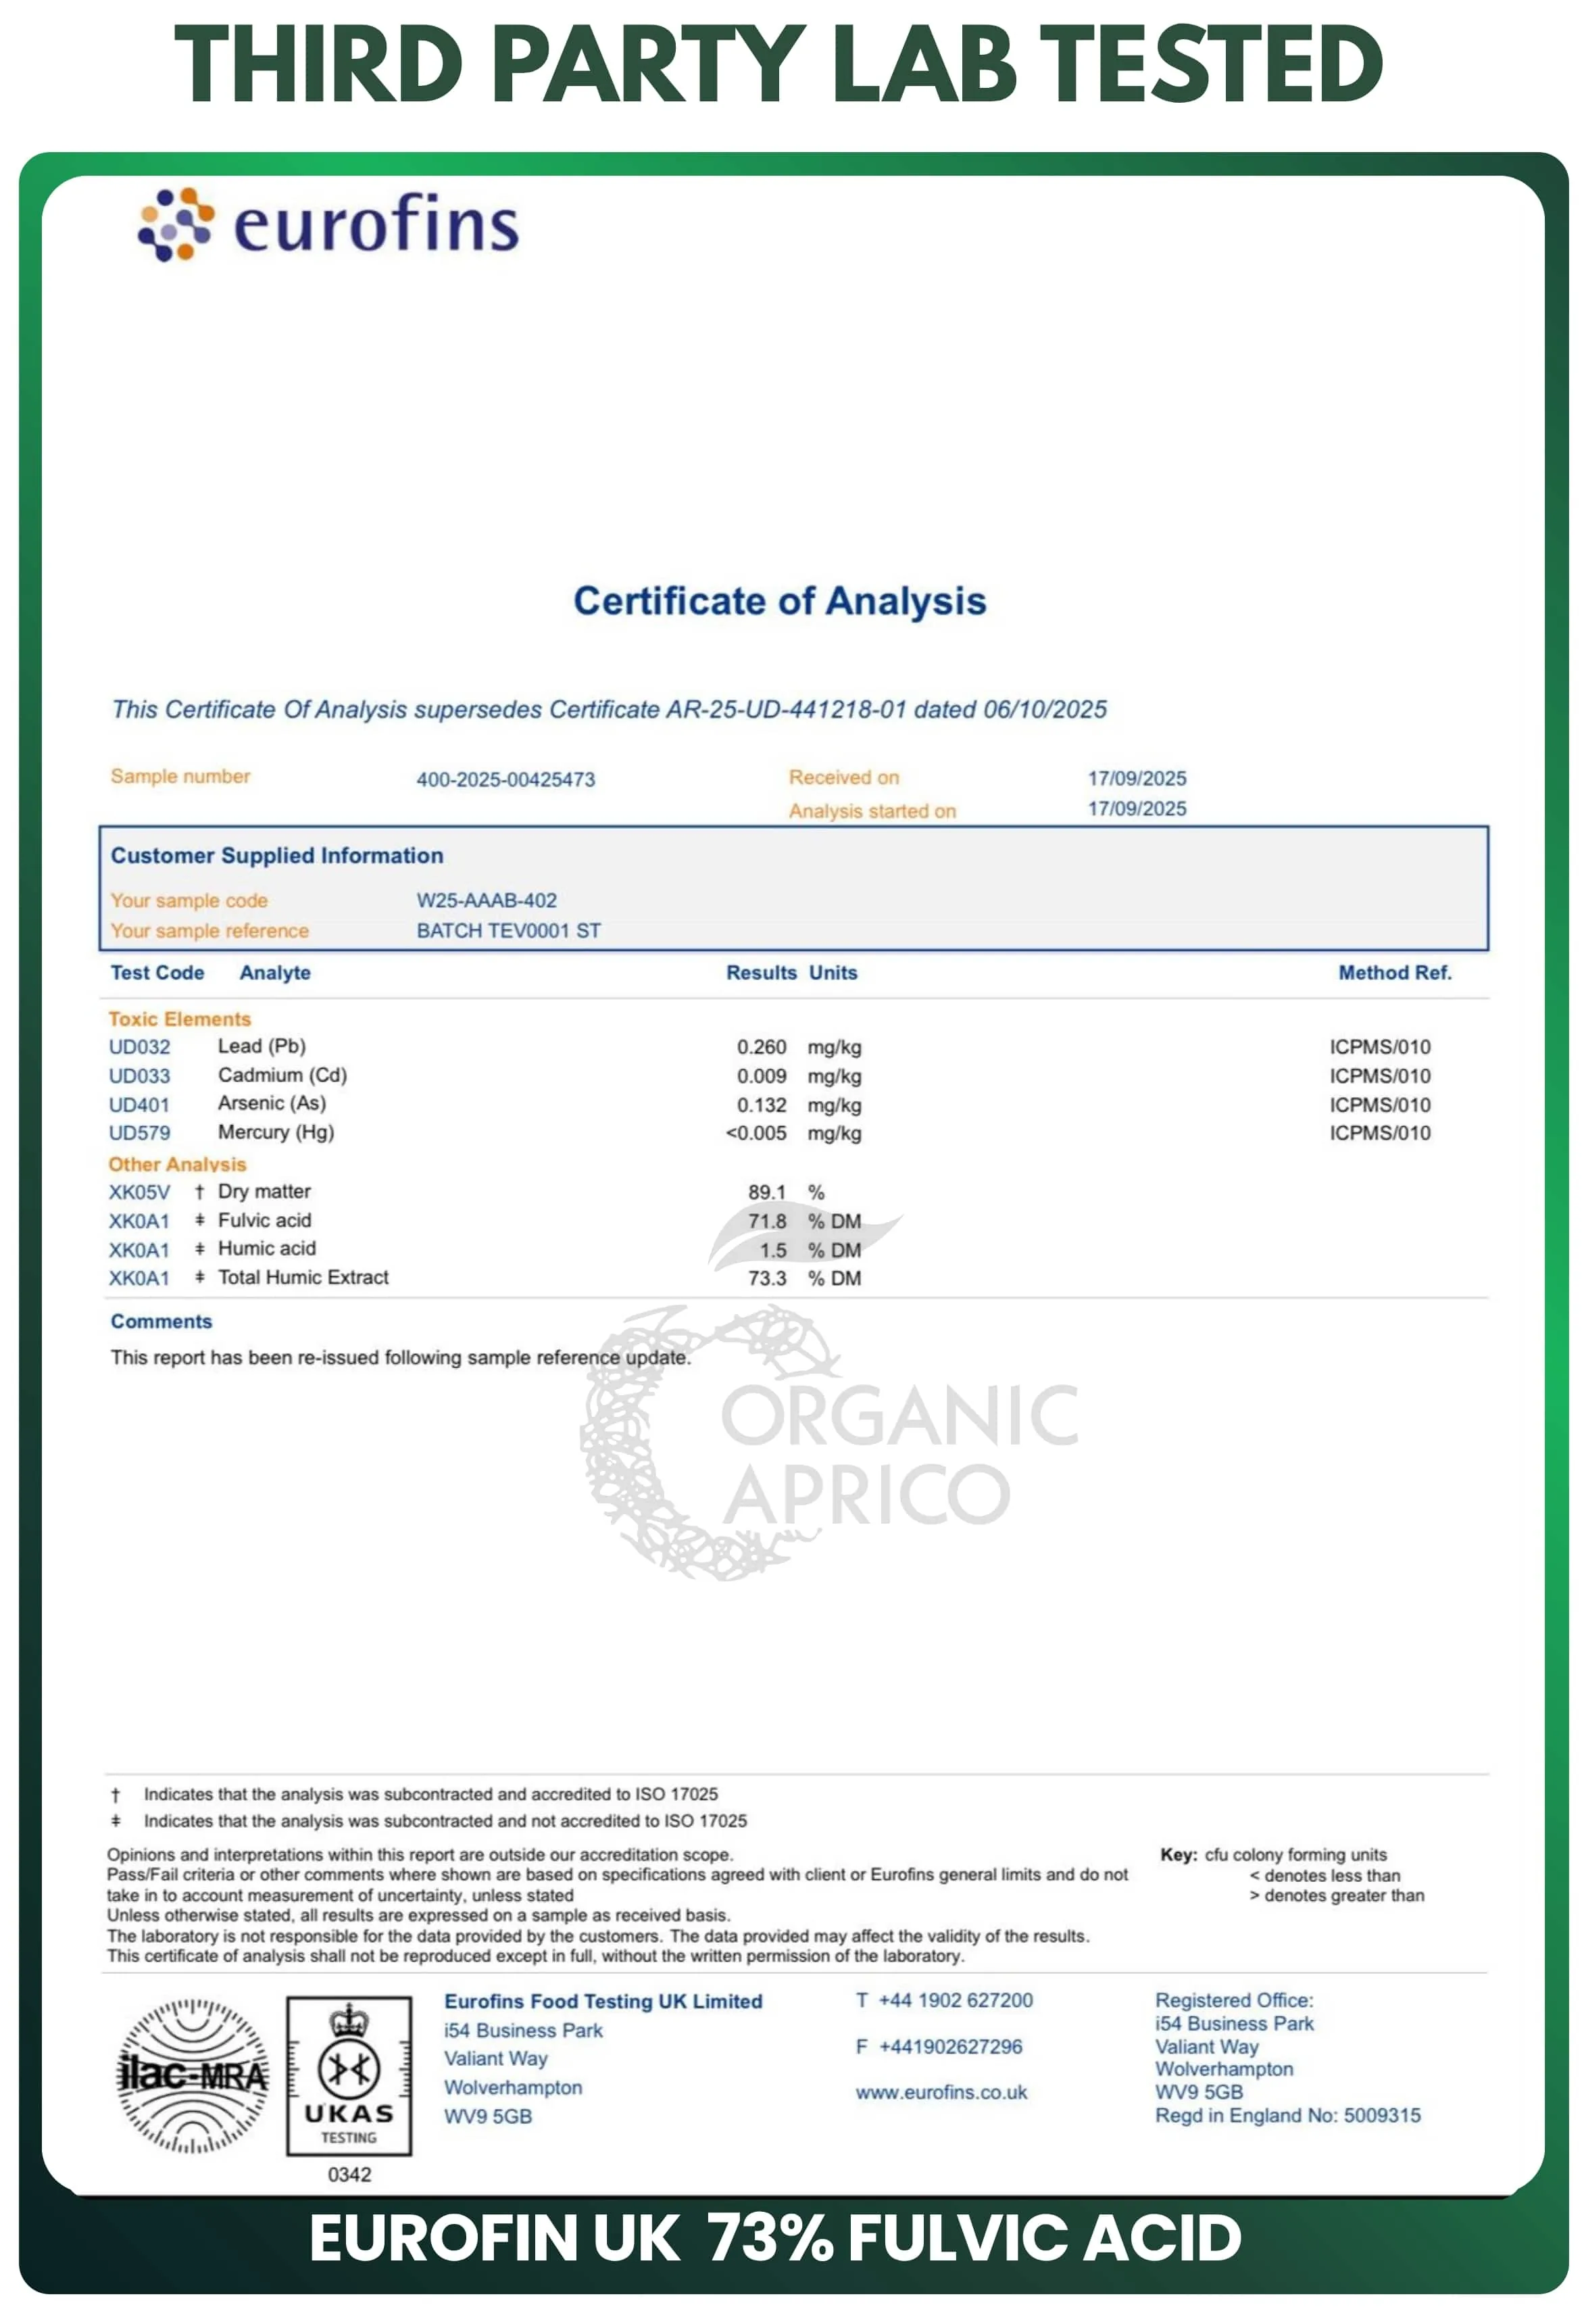 THIRD PARTY LAB TESTED
eurofins
Certificate of Analysis
This Certificate Of Analysis supersedes Certificate AR-25-UD-441218-01 dated 06/10/2025
Sample number 400-2025-00425473 Received on 17/09/2025
Analysis started on 17/09/2025
Customer Supplied Information
Your sample code W25-AAAB-402
Your sample reference BATCH TEV0001 ST
Test Code Analyte Results Units Method Ref.
Toxic Elements
UD032 Lead (Pb) 0.260 mg/kg ICPMS/010
UD033 Cadmium (Cd) 0.009 mg/kg ICPMS/010
UD401 Arsenic (As) 0.132 mg/kg ICPMS/010
UD579 Mercury (Hg) <0.005 mg/kg ICPMS/010
Other Analysis
XK05V † Dry matter 89.1 %
XK0A1 ‡ Fulvic acid 71.8 % DM
XK0A1 ‡ Humic acid 1.5 % DM
XK0A1 ‡ Total Humic Extract 73.3 % DM
Comments
This report has been re-issued following sample reference update.
ORGANIC
APRICO
† Indicates that the analysis was subcontracted and accredited to ISO 17025
‡ Indicates that the analysis was subcontracted and not accredited to ISO 17025
Opinions and interpretations within this report are outside our accreditation scope.
Pass/Fail criteria or other comments where shown are based on specifications agreed with client or Eurofins general limits and do not
take in to account measurement of uncertainty, unless stated
Unless otherwise stated, all results are expressed on a sample as received basis.
The laboratory is not responsible for the data provided by the customers. The data provided may affect the validity of the results.
This certificate of analysis shall not be reproduced except in full, without the written permission of the laboratory.
Key: cfu colony forming units
< denotes less than
> denotes greater than
ilac-MRA
UKAS
TESTING
0342
Eurofins Food Testing UK Limited
i54 Business Park
Valiant Way
Wolverhampton
WV9 5GB
T +44 1902 627200
F +441902627296
www.eurofins.co.uk
Registered Office:
i54 Business Park
Valiant Way
Wolverhampton
WV9 5GB
Regd in England No: 5009315
EUROFIN UK 73% FULVIC ACID